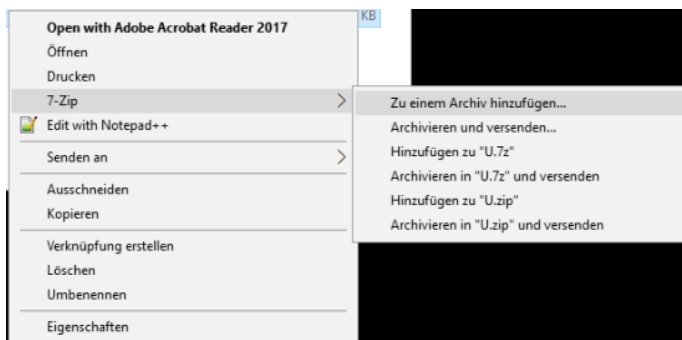 KB
Open with Adobe Acrobat Reader 2017
Öffnen
Drucken
7-Zip
Edit with Notepad++
Senden an
Ausschneiden
Kopieren
Verknüpfung erstellen
Löschen
Umbenennen
Eigenschaften
Zu einem Archiv hinzufügen...
Archivieren und versenden...
Hinzufügen zu "U.7z"
Archivieren in "U.7z" und versenden
Hinzufügen zu "U.zip"
Archivieren in "U.zip" und versenden